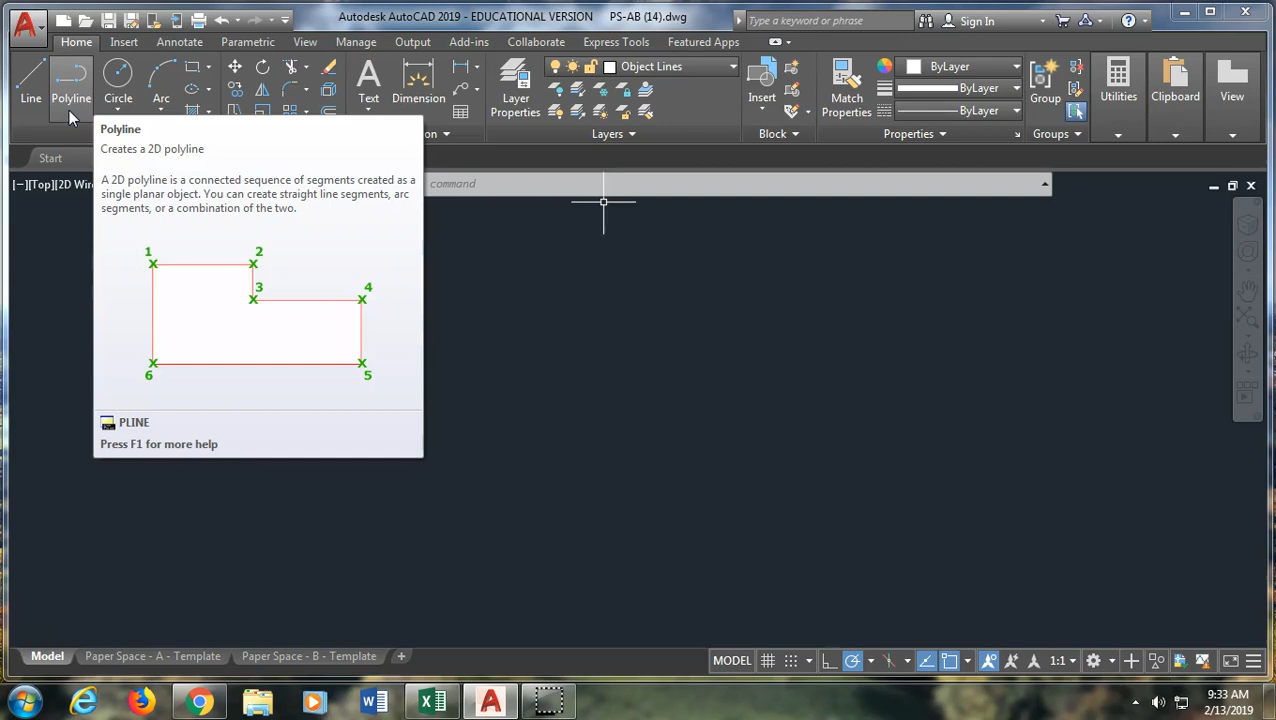 Autodesk AutoCAD 2019 - EDUCATIONAL VERSION PS-AB (14).dwg
Type a keyword or phrase
Sign In
Home Insert Annotate Parametric View Manage Output Add-ins Collaborate Express Tools Featured Apps
Object Lines
ByLayer
Line Polyline Circle Arc Text Dimension Layer Properties Insert Match Properties ByLayer Group Utilities Clipboard View
ByLayer
Layers Block Properties Groups
Polyline
Creates a 2D polyline
A 2D polyline is a connected sequence of segments created as a
single planar object. You can create straight line segments, arc
segments, or a combination of the two.
1 2
3 4
6 5
PLINE
Press F1 for more help
Start
[−][Top][2D Wir
command
Model Paper Space - A - Template Paper Space - B - Template +
MODEL 1:1
9:33 AM
2/13/2019